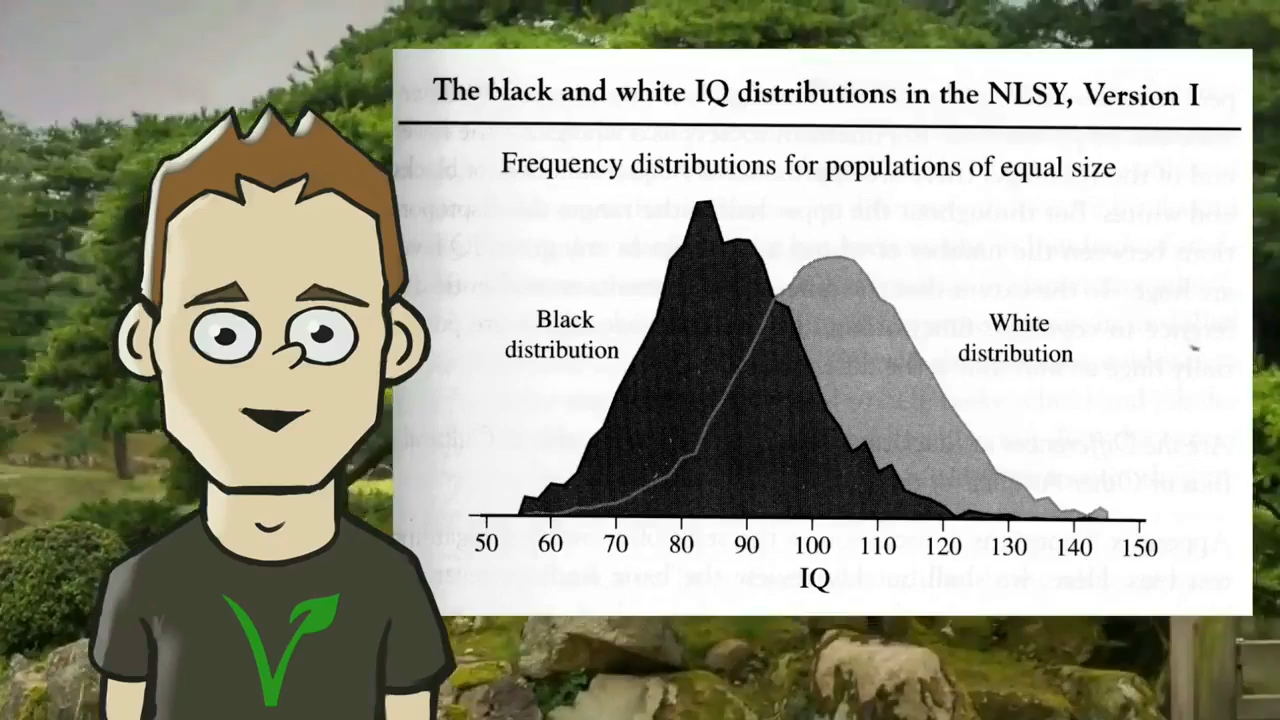 The black and white IQ distributions in the NLSY, Version I
Frequency distributions for populations of equal size
Black
distribution
White
distribution
50 60 70 80 90 100 110 120 130 140 150
IQ